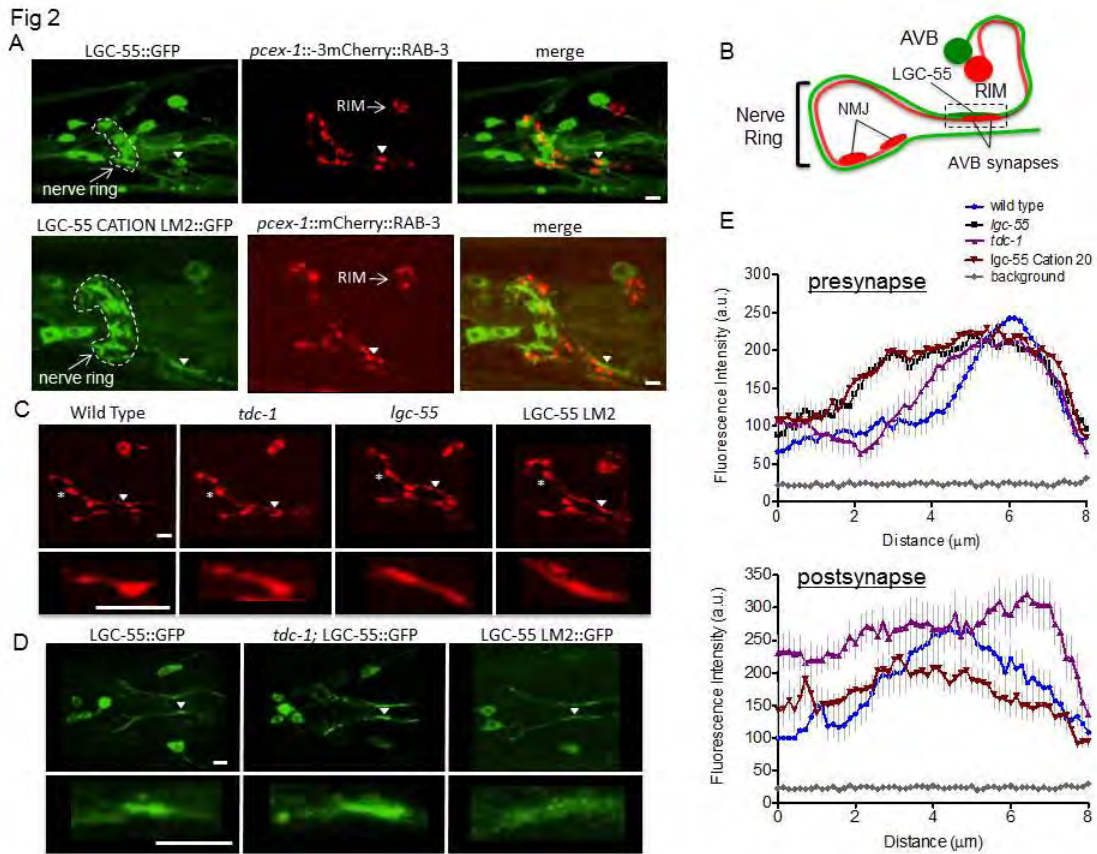 Fig 2
A
LGC-55::GFP
pcex-1::-3mCherry::RAB-3
merge
RIM
nerve ring
LGC-55 CATION LM2::GFP
pcex-1::mCherry::RAB-3
merge
RIM
nerve ring
B
AVB
LGC-55
RIM
Nerve
Ring
NMJ
AVB synapses
C
Wild Type
tdc-1
lgc-55
LGC-55 LM2
*
*
*
*
D
LGC-55::GFP
tdc-1; LGC-55::GFP
LGC-55 LM2::GFP
E
wild type
lgc-55
tdc-1
lgc-55 Cation 20
background
presynapse
Fluorescence Intensity (a.u.)
300
250
200
150
100
50
0
0 2 4 6 8
Distance (μm)
postsynapse
Fluorescence Intensity (a.u.)
350
300
250
200
150
100
50
0
0 2 4 6 8
Distance (μm)